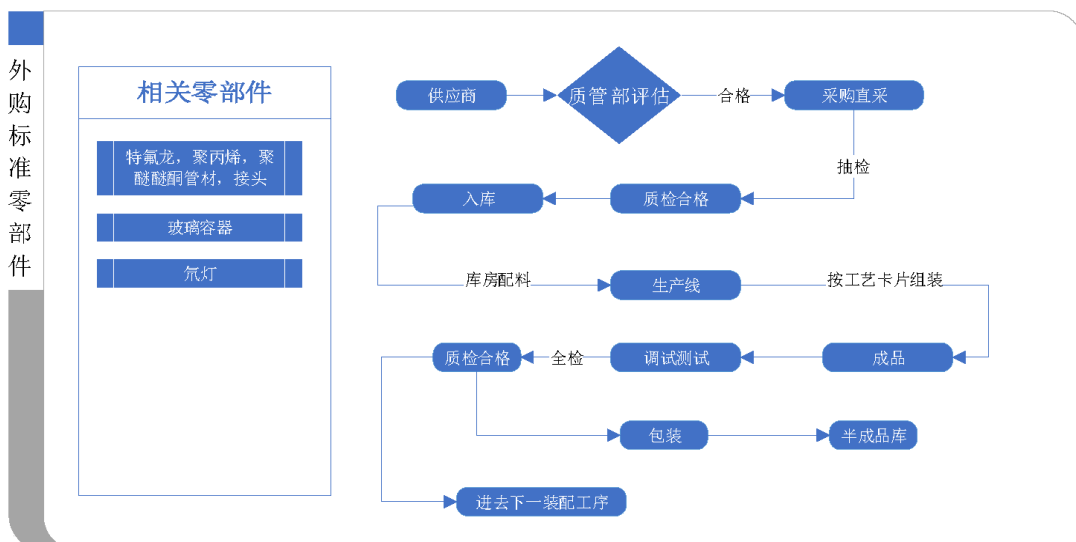 外购标准零部件
相关零部件
特氟龙，聚丙烯，聚
醚醚酮管材，接头
玻璃容器
氘灯
供应商
质管部评估
合格
采购直采
抽检
质检合格
入库
库房配料
生产线
按工艺卡片组装
成品
调试测试
全检
质检合格
包装
半成品库
进去下一装配工序